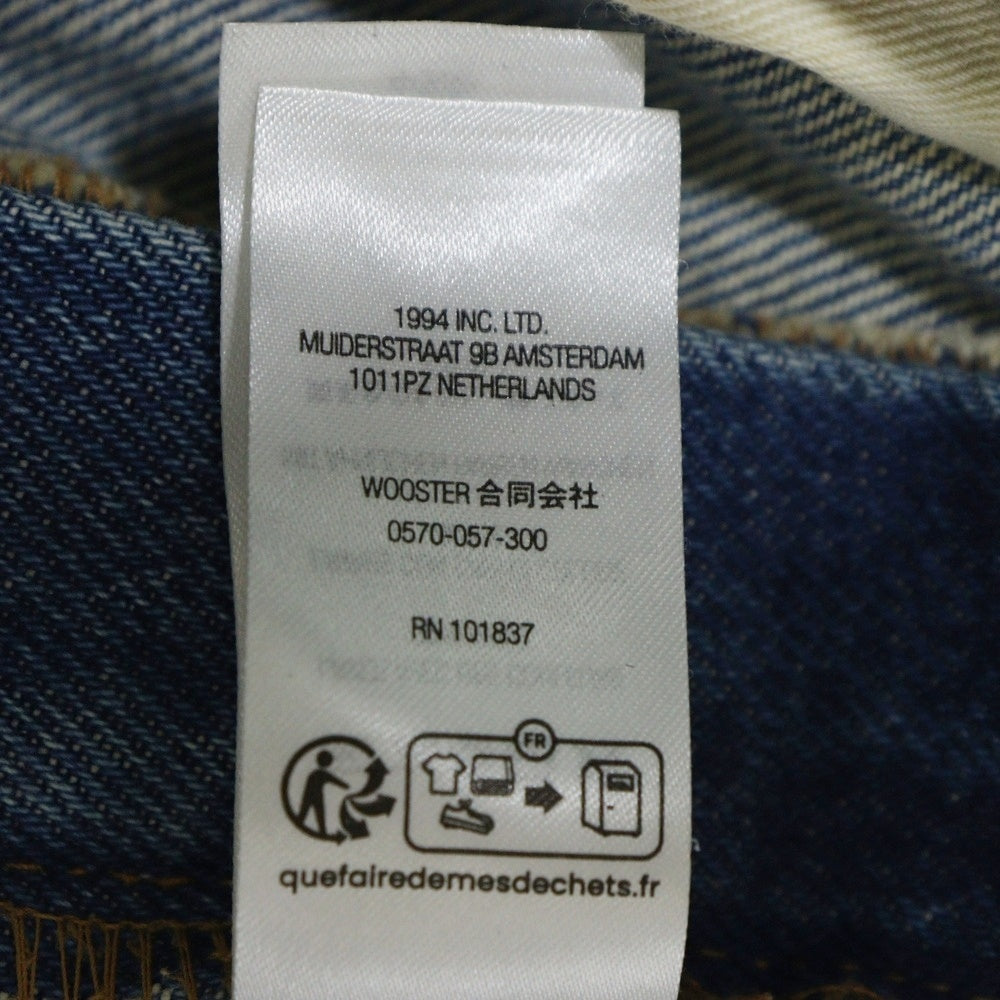 1994 INC. LTD.
MUIDERSTRAAT 9B AMSTERDAM
1011PZ NETHERLANDS
WOOSTER 合同会社
0570-057-300
RN 101837
FR
quefairedemesdechets.fr